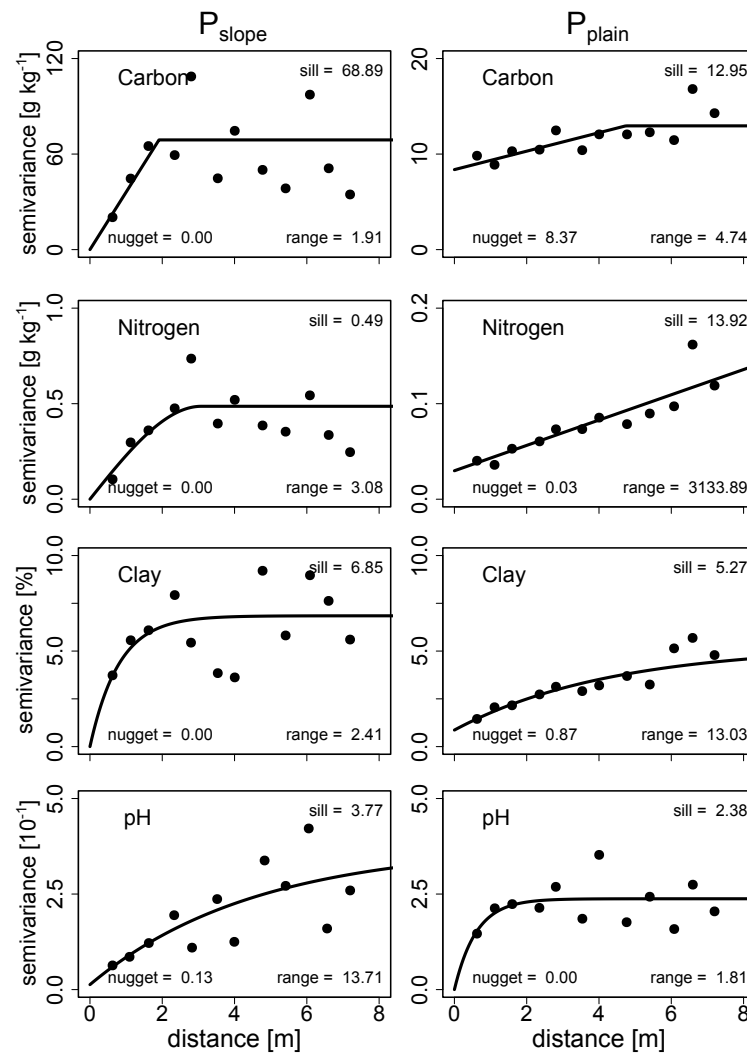 P_slope P_plain
semivariance [g kg⁻¹]
120
60
0
Carbon
sill = 68.89
nugget = 0.00 range = 1.91
20
10
0
Carbon
sill = 12.95
nugget = 8.37 range = 4.74
semivariance [g kg⁻¹]
1.0
0.5
0.0
Nitrogen
sill = 0.49
nugget = 0.00 range = 3.08
0.2
0.1
0.0
Nitrogen
sill = 13.92
nugget = 0.03 range = 3133.89
semivariance [%]
10.0
5.0
0.0
Clay
sill = 6.85
nugget = 0.00 range = 2.41
10.0
5.0
0.0
Clay
sill = 5.27
nugget = 0.87 range = 13.03
semivariance [10⁻¹]
5.0
2.5
0.0
pH
sill = 3.77
nugget = 0.13 range = 13.71
0 2 4 6 8
distance [m]
5.0
2.5
0.0
pH
sill = 2.38
nugget = 0.00 range = 1.81
0 2 4 6 8
distance [m]